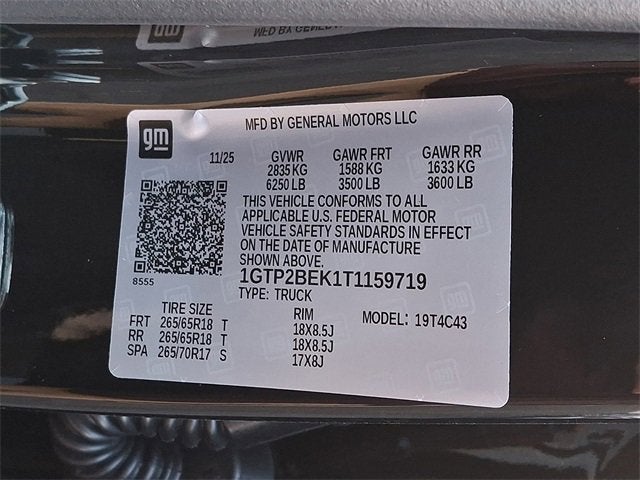 gm
MFD BY GENERAL MOTORS LLC
11/25 GVWR GAWR FRT GAWR RR
2835 KG 1588 KG 1633 KG
6250 LB 3500 LB 3600 LB
THIS VEHICLE CONFORMS TO ALL
APPLICABLE U.S. FEDERAL MOTOR
VEHICLE SAFETY STANDARDS IN EFFECT
ON THE DATE OF MANUFACTURE
SHOWN ABOVE.
8555
1GTP2BEK1T1159719
TYPE: TRUCK
TIRE SIZE RIM MODEL: 19T4C43
FRT 265/65R18 T 18X8.5J
RR 265/65R18 T 18X8.5J
SPA 265/70R17 S 17X8J